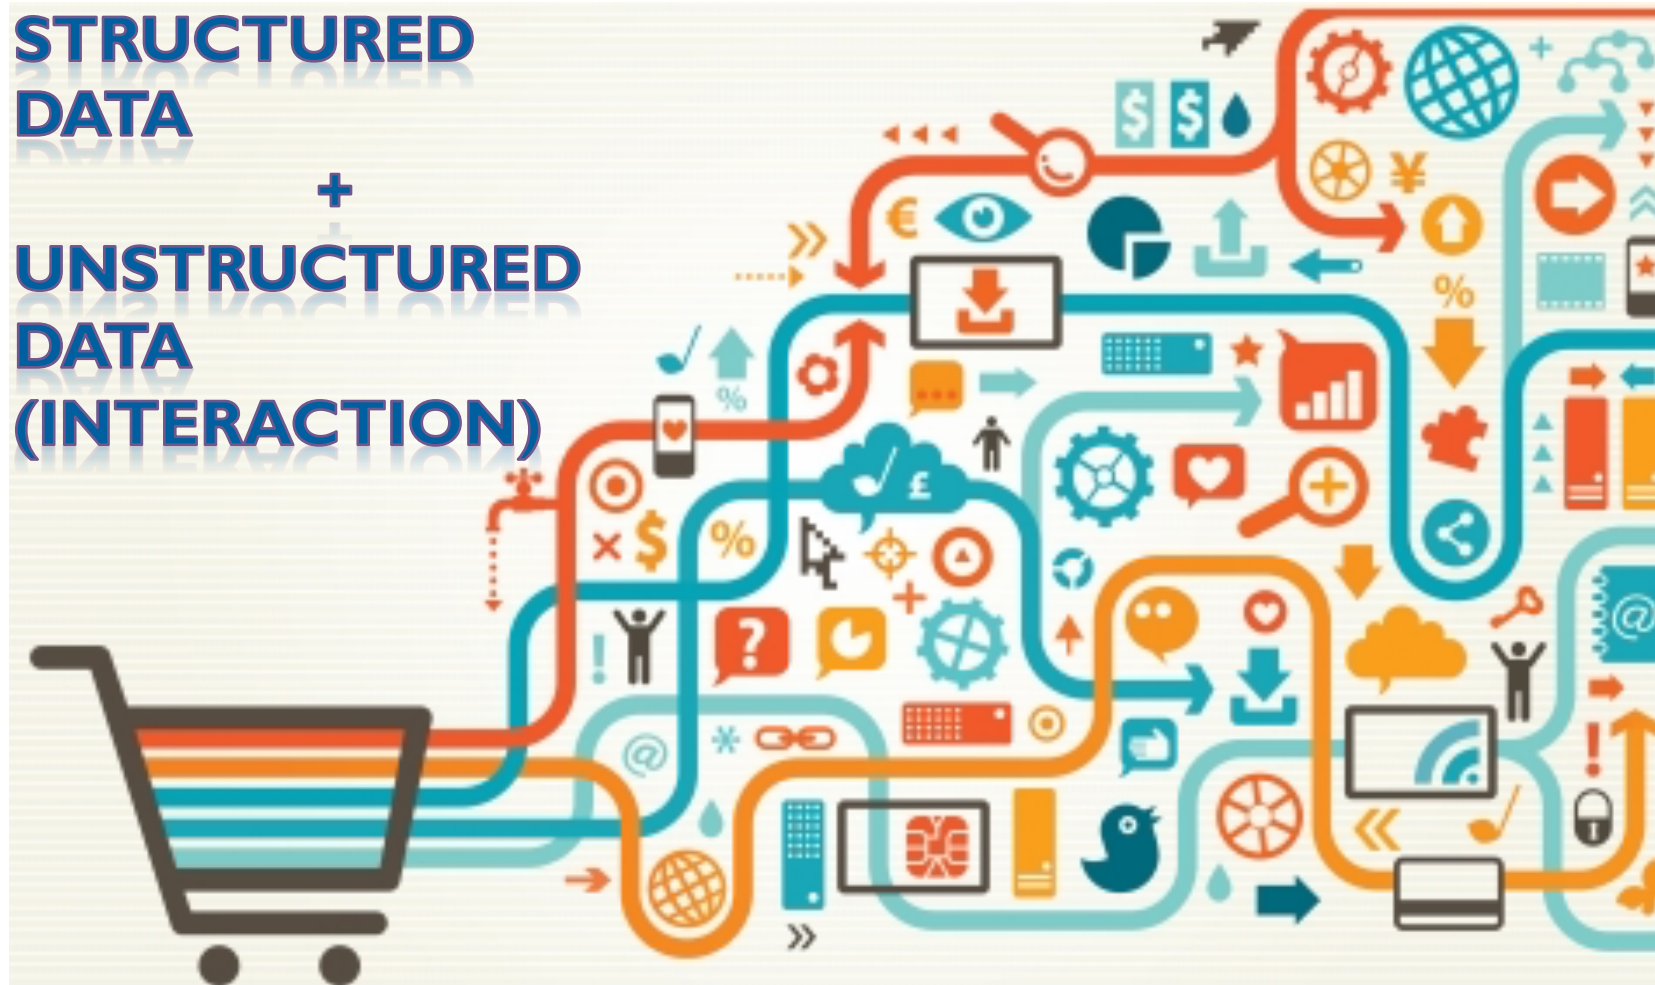 STRUCTURED
DATA
+
UNSTRUCTURED
DATA
(INTERACTION)
$ $
€ ¥
%
%
£
$ %
?
!
@
@
!